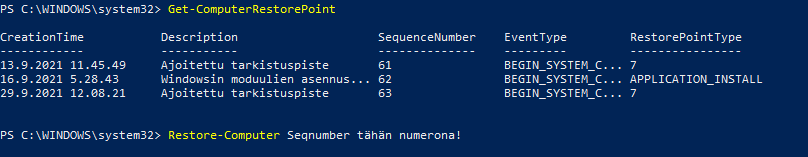 PS C:\WINDOWS\system32> Get-ComputerRestorePoint
CreationTime Description SequenceNumber EventType RestorePointType
------------ ----------- -------------- --------- ----------------
13.9.2021 11.45.49 Ajoitettu tarkistuspiste 61 BEGIN_SYSTEM_C... 7
16.9.2021 5.28.43 Windowsin moduulien asennus... 62 BEGIN_SYSTEM_C... APPLICATION_INSTALL
29.9.2021 12.08.21 Ajoitettu tarkistuspiste 63 BEGIN_SYSTEM_C... 7
PS C:\WINDOWS\system32> Restore-Computer Seqnumber tähän numerona!